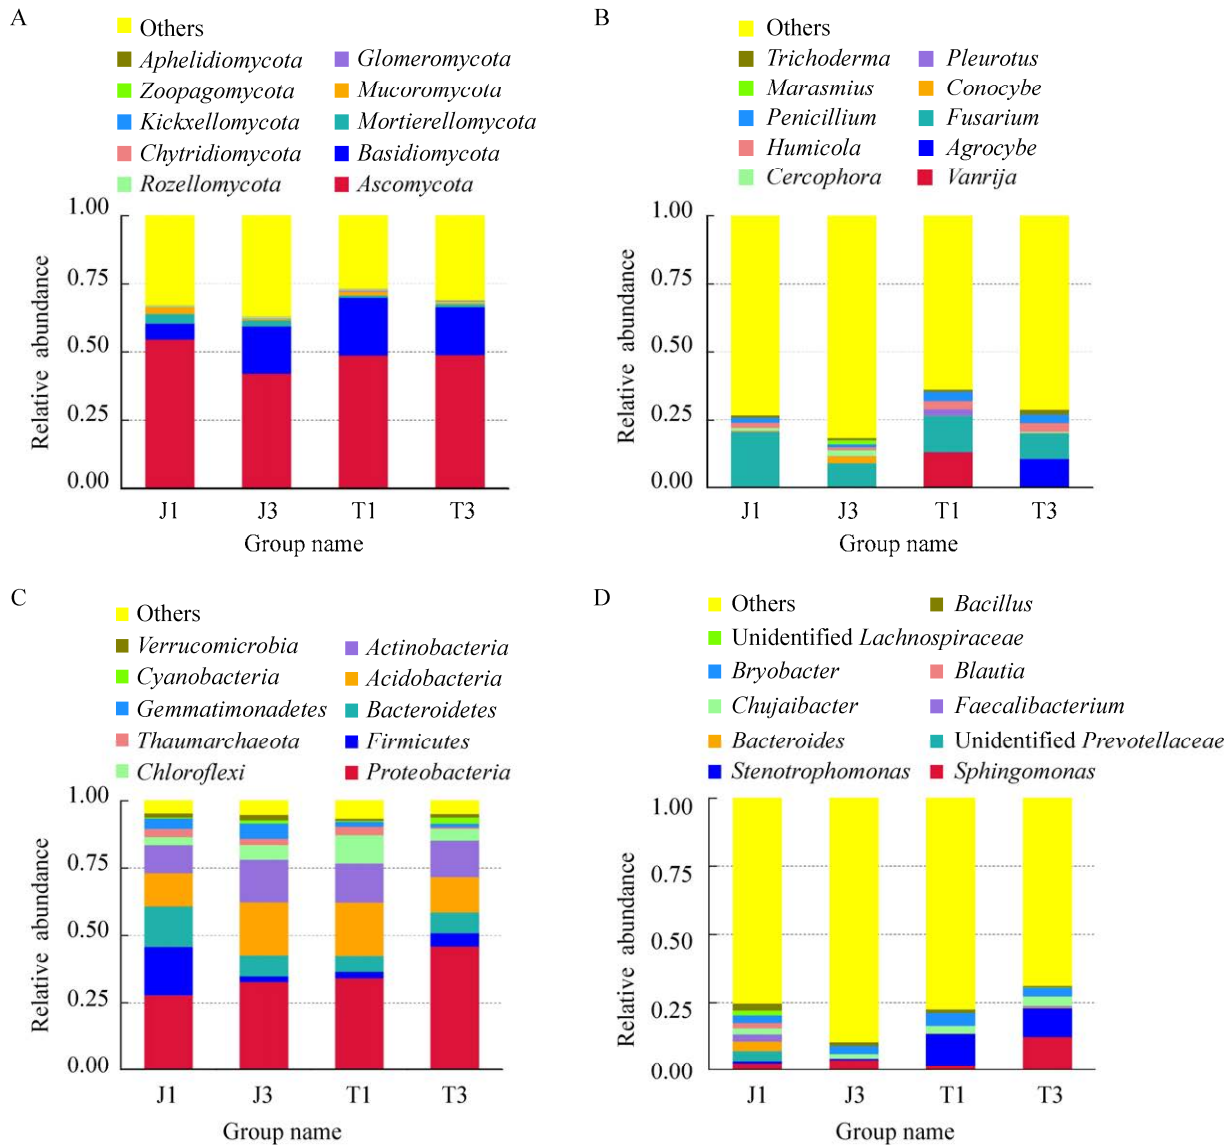 A
Others
Aphelidiomycota Glomeromycota
Zoopagomycota Mucoromycota
Kickxellomycota Mortierellomycota
Chytridiomycota Basidiomycota
Rozellomycota Ascomycota
1.00
0.75
0.50
0.25
0.00
Relative abundance
J1 J3 T1 T3
Group name
B
Others
Trichoderma Pleurotus
Marasmius Conocybe
Penicillium Fusarium
Humicola Agrocybe
Cercophora Vanrija
1.00
0.75
0.50
0.25
0.00
Relative abundance
J1 J3 T1 T3
Group name
C
Others
Verrucomicrobia Actinobacteria
Cyanobacteria Acidobacteria
Gemmatimonadetes Bacteroidetes
Thaumarchaeota Firmicutes
Chloroflexi Proteobacteria
1.00
0.75
0.50
0.25
0.00
Relative abundance
J1 J3 T1 T3
Group name
D
Others Bacillus
Unidentified Lachnospiraceae
Bryobacter Blautia
Chujaibacter Faecalibacterium
Bacteroides Unidentified Prevotellaceae
Stenotrophomonas Sphingomonas
1.00
0.75
0.50
0.25
0.00
Relative abundance
J1 J3 T1 T3
Group name